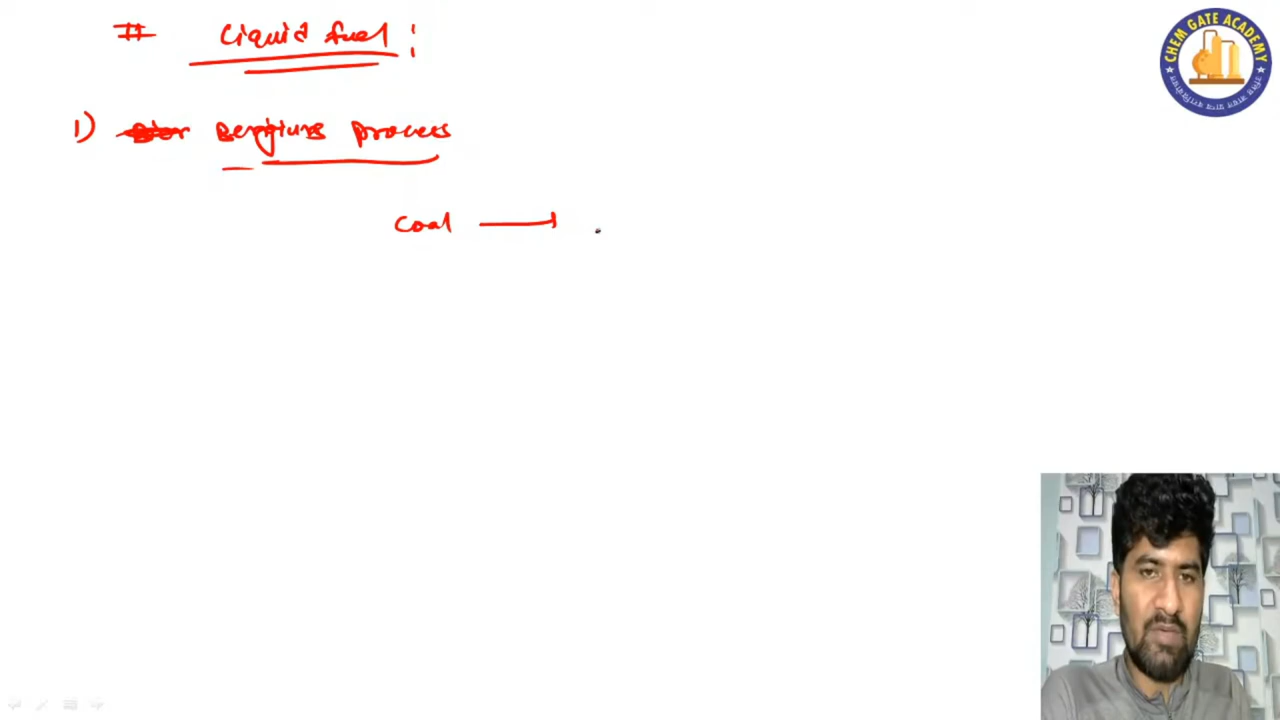 # Liquid fuel :
1) Bergius process
coal
CHEM GATE ACADEMY